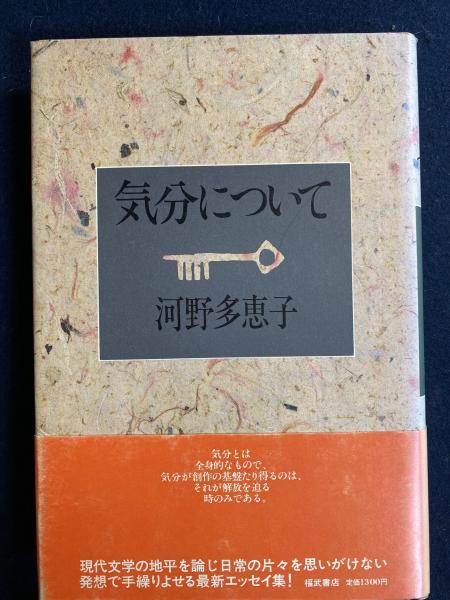 気分について
河野多恵子
気分とは
全身的なもので、
気分が創作の基盤たり得るのは、
それが解放を迫る
時のみである。
現代文学の地平を論じ日常の片々を思いがけない
発想で手繰りよせる最新エッセイ集! 福武書店 定価1300円